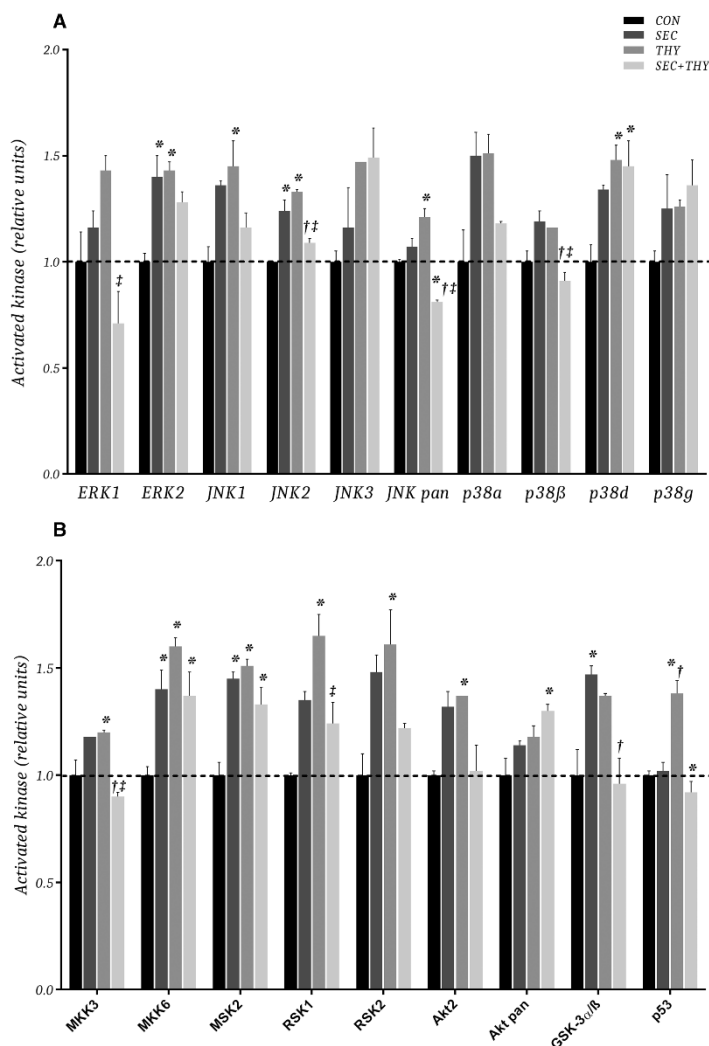 A
CON
SEC
THY
SEC+THY
Activated kinase (relative units)
2.0
1.5
1.0
0.5
0.0
‡
* *
*
* *
†‡
*
* †‡
†‡
* *
ERK1 ERK2 JNK1 JNK2 JNK3 JNK pan p38a p38ß p38d p38g
B
Activated kinase (relative units)
2.0
1.5
1.0
0.5
0.0
*
†‡
* * *
* * *
*
‡
*
*
*
*
†
* †
*
MKK3 MKK6 MSK2 RSK1 RSK2 Akt2 Akt pan GSK-3α/ß p53